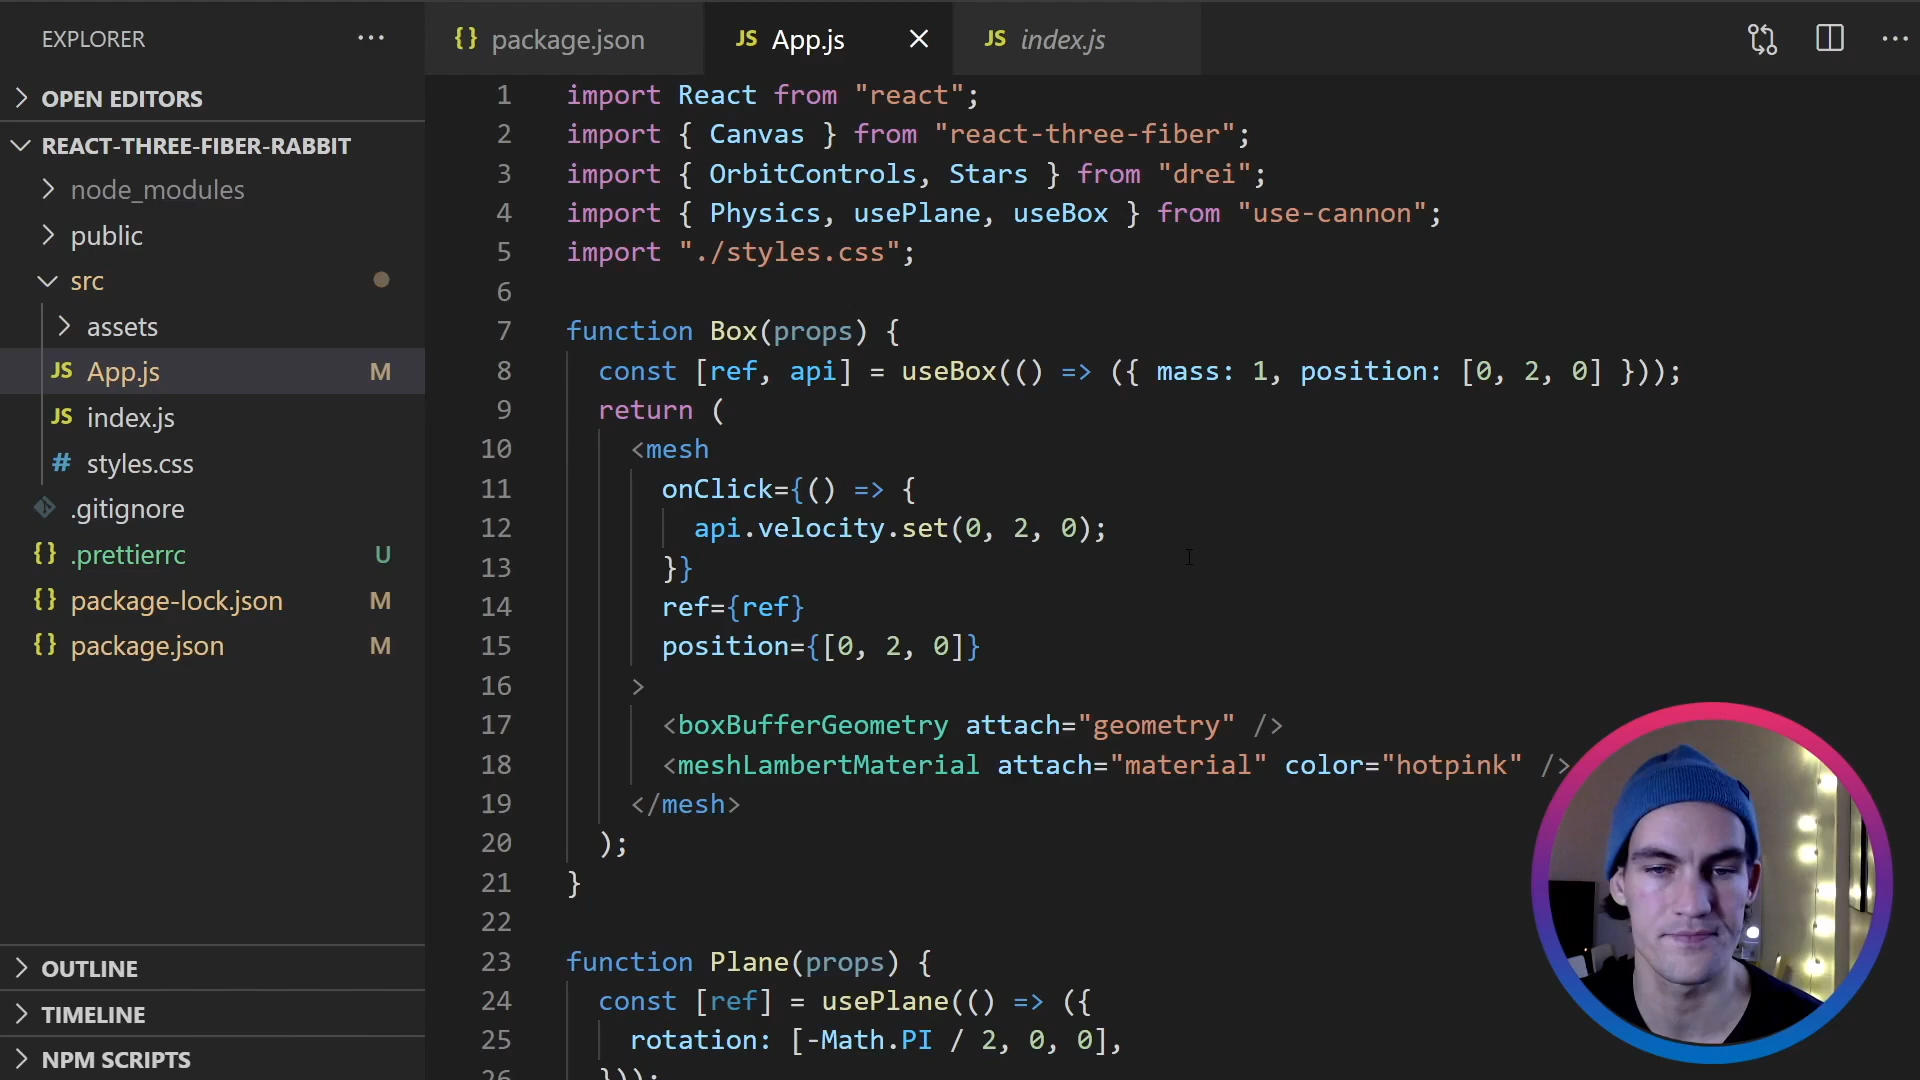 EXPLORER
OPEN EDITORS
REACT-THREE-FIBER-RABBIT
node_modules
public
src
assets
JS App.js M
JS index.js
# styles.css
.gitignore
{} .prettierrc U
{} package-lock.json M
{} package.json M
OUTLINE
TIMELINE
NPM SCRIPTS
{} package.json
JS App.js
JS index.js
1 import React from "react";
2 import { Canvas } from "react-three-fiber";
3 import { OrbitControls, Stars } from "drei";
4 import { Physics, usePlane, useBox } from "use-cannon";
5 import "./styles.css";
6
7 function Box(props) {
8 const [ref, api] = useBox(() => ({ mass: 1, position: [0, 2, 0] }));
9 return (
10 <mesh
11 onClick={() => {
12 api.velocity.set(0, 2, 0);
13 }}
14 ref={ref}
15 position={[0, 2, 0]}
16 >
17 <boxBufferGeometry attach="geometry" />
18 <meshLambertMaterial attach="material" color="hotpink" />
19 </mesh>
20 );
21 }
22
23 function Plane(props) {
24 const [ref] = usePlane(() => ({
25 rotation: [-Math.PI / 2, 0, 0],
26 }));